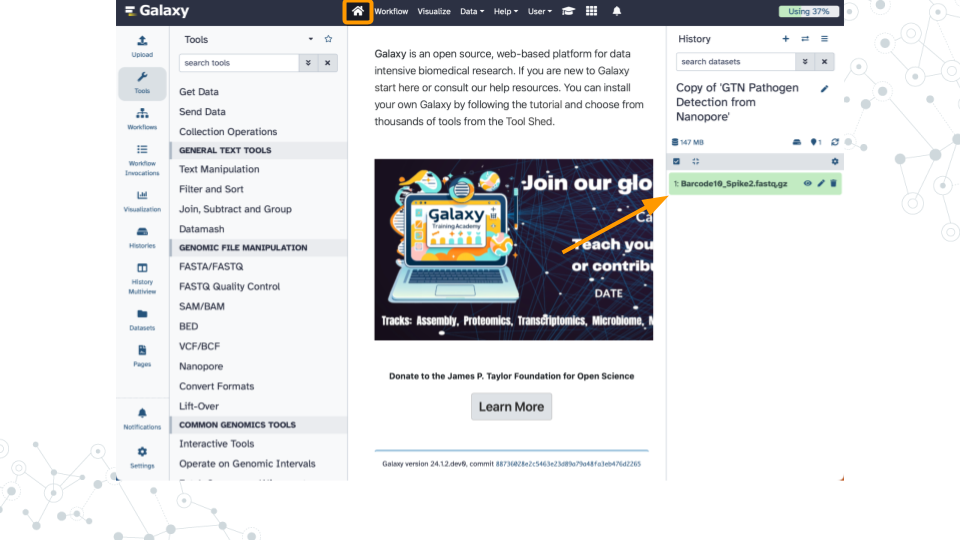 Galaxy
Workflow Visualize Data Help User
Using 37%
Upload
Tools
Workflows
Workflow
Invocations
Visualization
Histories
History
Multiview
Datasets
Pages
Notifications
Settings
Tools
search tools
Get Data
Send Data
Collection Operations
GENERAL TEXT TOOLS
Text Manipulation
Filter and Sort
Join, Subtract and Group
Datamash
GENOMIC FILE MANIPULATION
FASTA/FASTQ
FASTQ Quality Control
SAM/BAM
BED
VCF/BCF
Nanopore
Convert Formats
Lift-Over
COMMON GENOMICS TOOLS
Interactive Tools
Operate on Genomic Intervals
Galaxy is an open source, web-based platform for data
intensive biomedical research. If you are new to Galaxy
start here or consult our help resources. You can install
your own Galaxy by following the tutorial and choose from
thousands of tools from the Tool Shed.
Galaxy
Training Academy
Join our glo
Ca
Teach you
or contribu
DATE
Tracks: Assembly, Proteomics, Transcriptomics, Microbiome, M
Donate to the James P. Taylor Foundation for Open Science
Learn More
Galaxy version 24.1.2.dev0, commit 88736028e2c5463e23d89a79a48fa3eb476d2265
History
search datasets
Copy of 'GTN Pathogen
Detection from
Nanopore'
147 MB
1
1: Barcode10_Spike2.fastq.gz